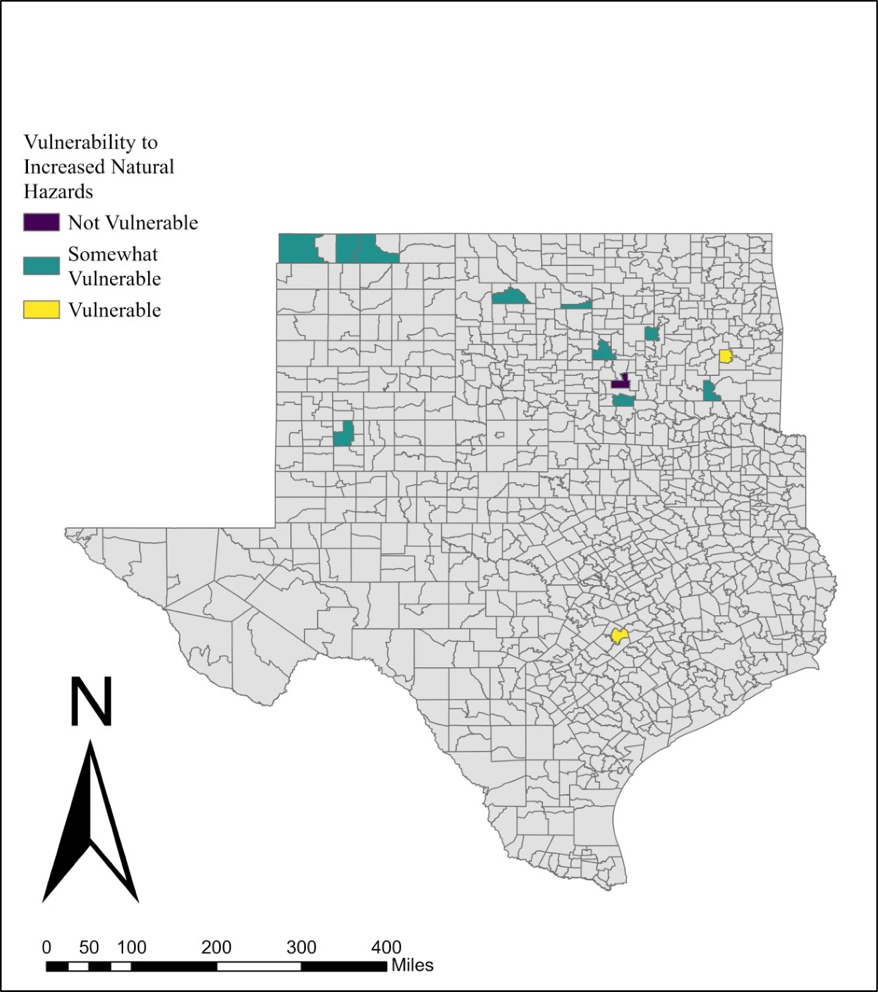 Vulnerability to
Increased Natural
Hazards
Not Vulnerable
Somewhat
Vulnerable
Vulnerable
N
0 50 100 200 300 400
Miles